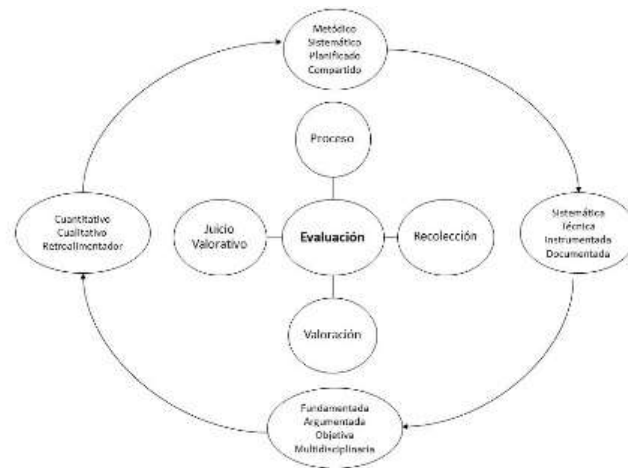 Metódico
Sistemático
Planificado
Compartido
Proceso
Cuantitativo
Cualitativo
Retroalimentador
Juicio
Valorativo
Evaluación
Recolección
Sistemática
Técnica
Instrumentada
Documentada
Valoración
Fundamentada
Argumentada
Objetiva
Multidisciplinaria